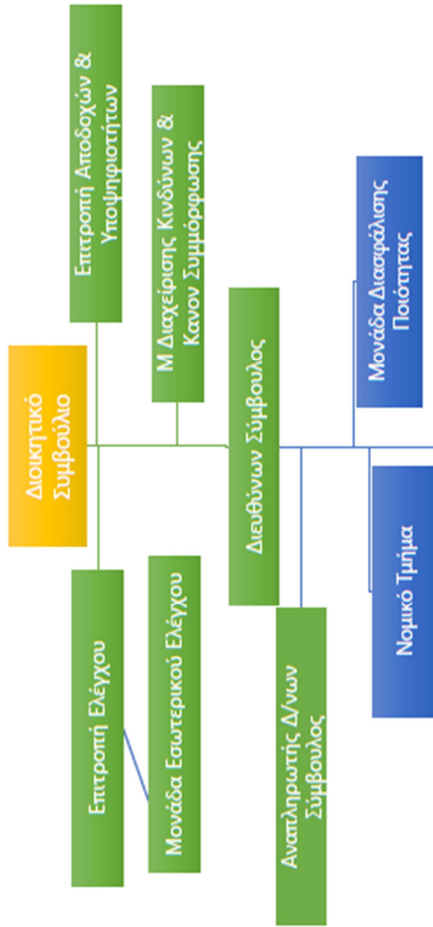 Διοικητικό
Συμβούλιο
Επιτροπή Ελέγχου
Επιτροπή Αποδοχών &
Υποψηφιοτήτων
Μονάδα Εσωτερικού Ελέγχου
Μ Διαχείρισης Κινδύνων &
Κανον Συμμόρφωσης
Διευθύνων Σύμβουλος
Αναπληρωτής Δ/νων
Σύμβουλος
Μονάδα Διασφάλισης
Ποιότητας
Νομικό Τμήμα